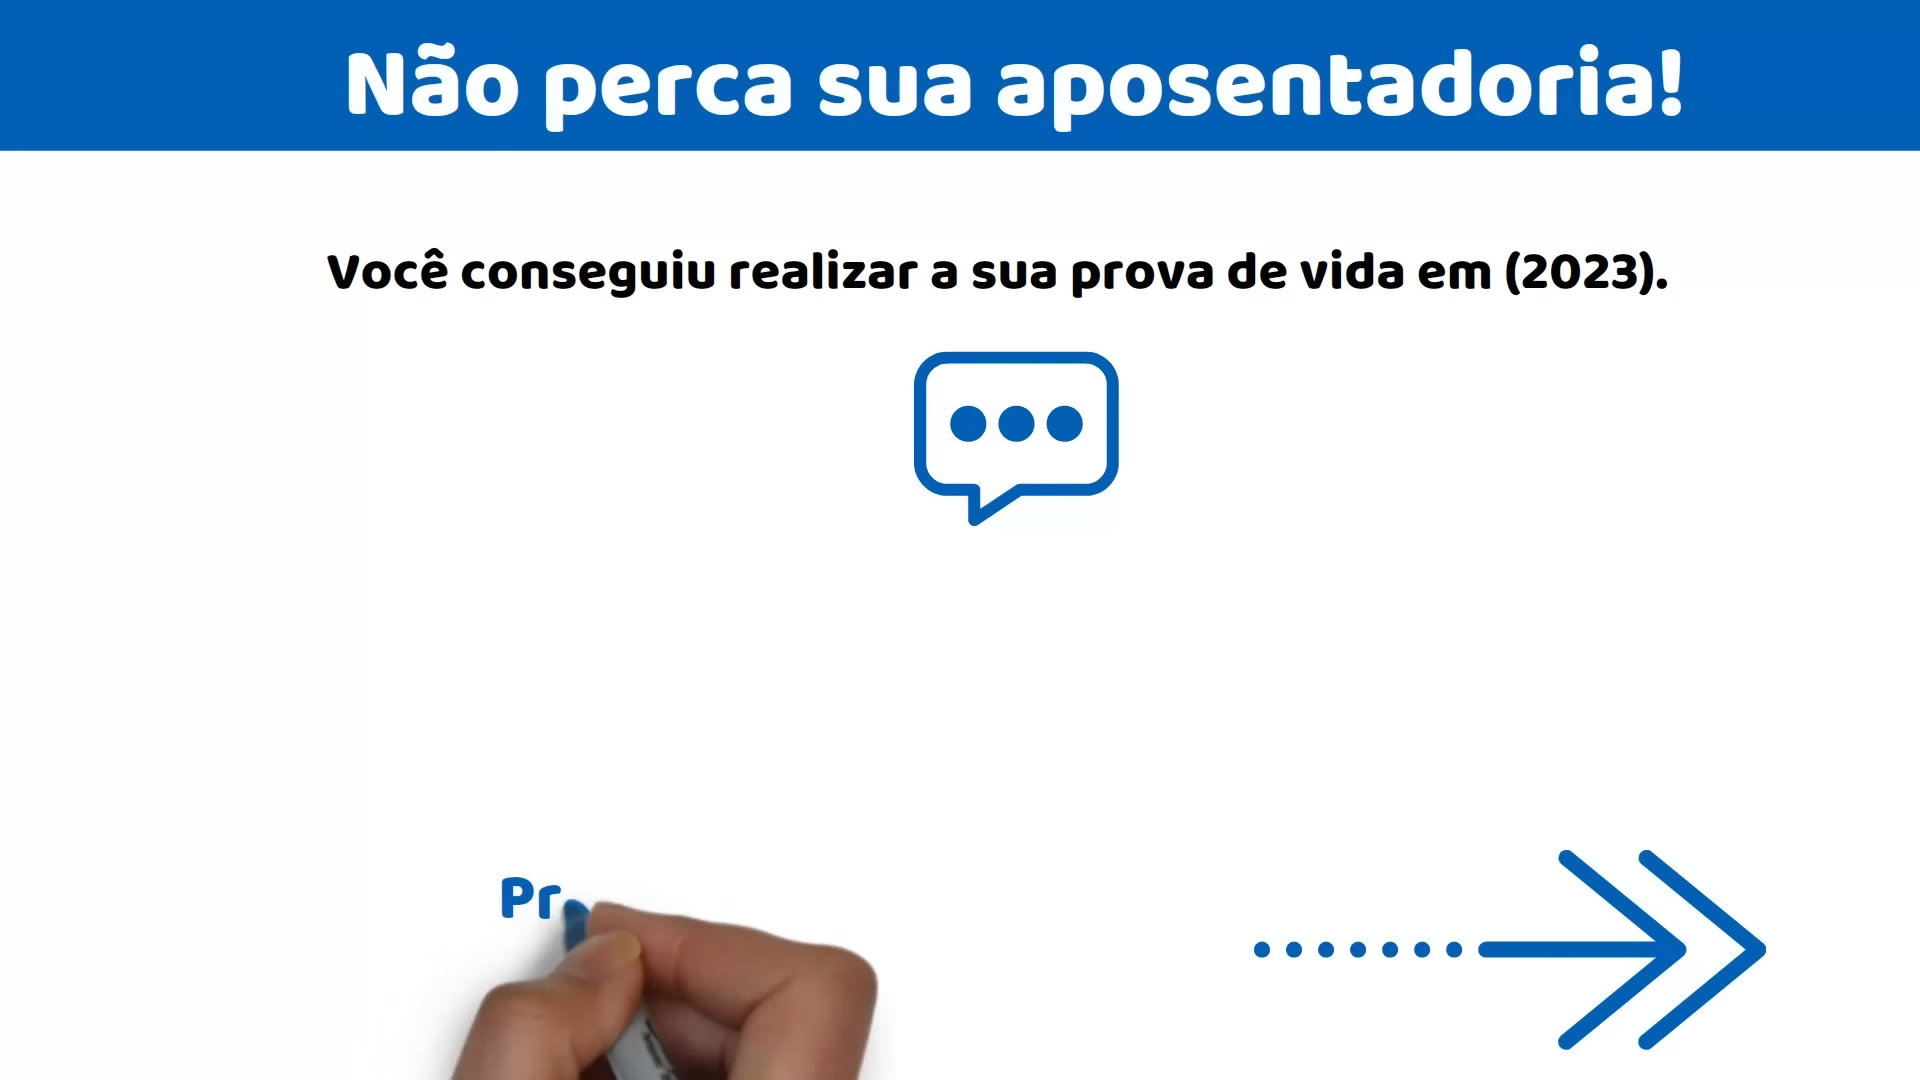 Não perca sua aposentadoria!
Você conseguiu realizar a sua prova de vida em (2023).
Pr